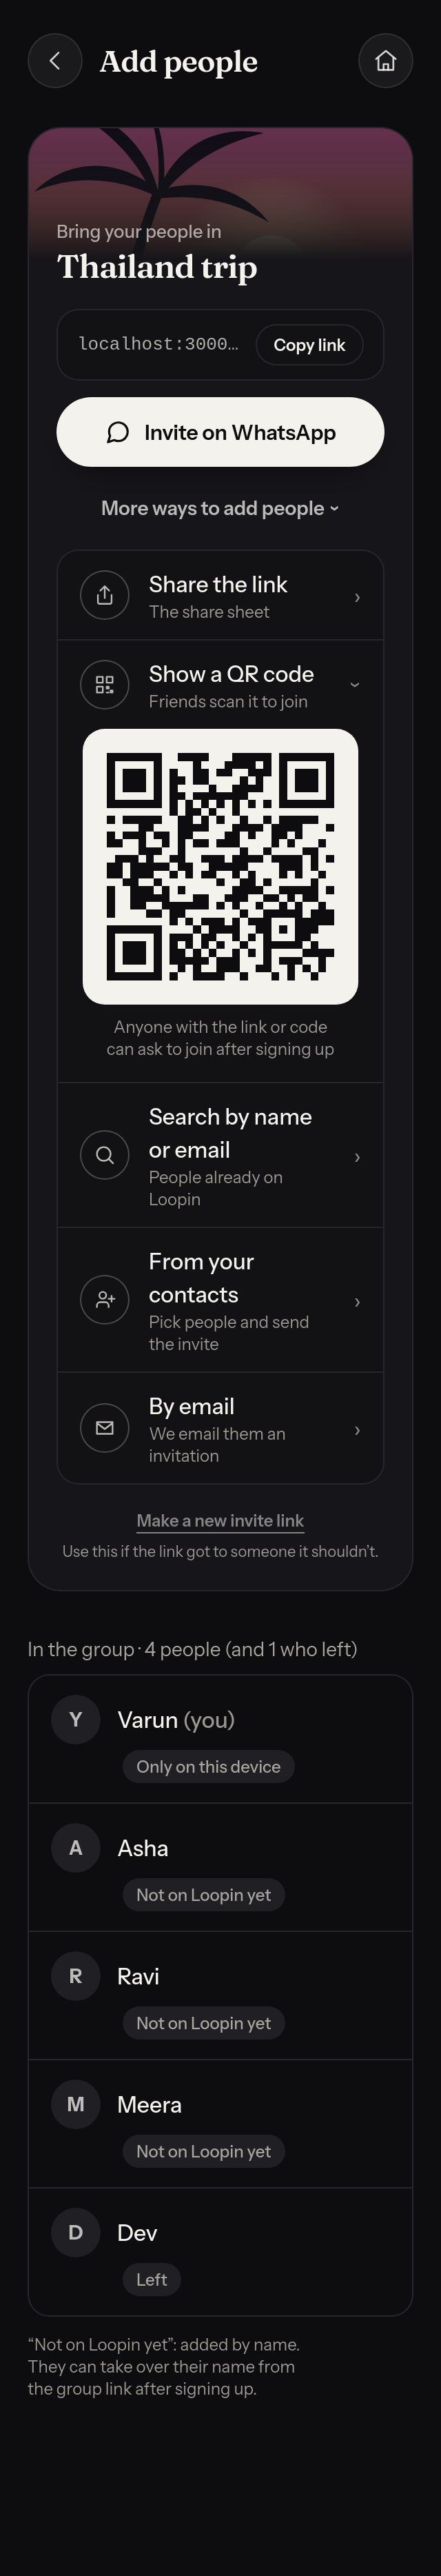 Add people
Bring your people in
Thailand trip
localhost:3000…
Copy link
Invite on WhatsApp
More ways to add people
Share the link
The share sheet
Show a QR code
Friends scan it to join
Anyone with the link or code
can ask to join after signing up
Search by name
or email
People already on
Loopin
From your
contacts
Pick people and send
the invite
By email
We email them an
invitation
Make a new invite link
Use this if the link got to someone it shouldn’t.
In the group · 4 people (and 1 who left)
Y
Varun (you)
Only on this device
A
Asha
Not on Loopin yet
R
Ravi
Not on Loopin yet
M
Meera
Not on Loopin yet
D
Dev
Left
“Not on Loopin yet”: added by name.
They can take over their name from
the group link after signing up.